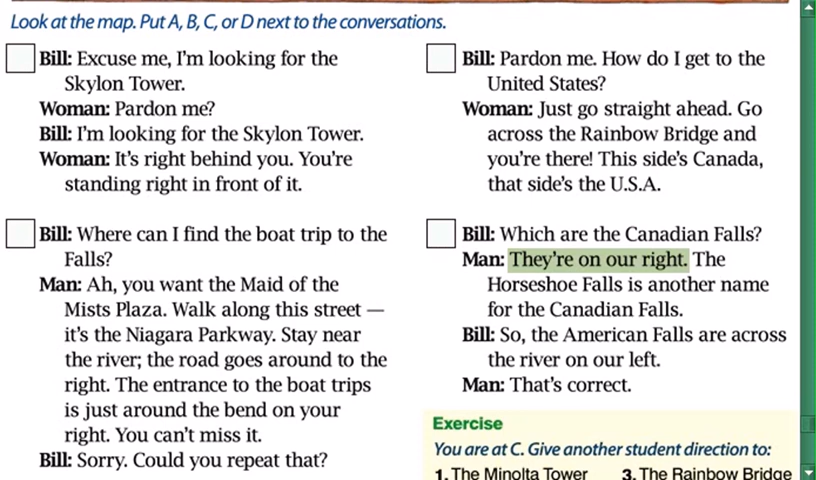 Look at the map. Put A, B, C, or D next to the conversations.
Bill: Excuse me, I'm looking for the
Skylon Tower.
Woman: Pardon me?
Bill: I'm looking for the Skylon Tower.
Woman: It's right behind you. You're
standing right in front of it.
Bill: Where can I find the boat trip to the
Falls?
Man: Ah, you want the Maid of the
Mists Plaza. Walk along this street —
it's the Niagara Parkway. Stay near
the river; the road goes around to the
right. The entrance to the boat trips
is just around the bend on your
right. You can't miss it.
Bill: Sorry. Could you repeat that?
Bill: Pardon me. How do I get to the
United States?
Woman: Just go straight ahead. Go
across the Rainbow Bridge and
you're there! This side's Canada,
that side's the U.S.A.
Bill: Which are the Canadian Falls?
Man: They're on our right. The
Horseshoe Falls is another name
for the Canadian Falls.
Bill: So, the American Falls are across
the river on our left.
Man: That's correct.
Exercise
You are at C. Give another student direction to:
1. The Minolta Tower 3. The Rainbow Bridge